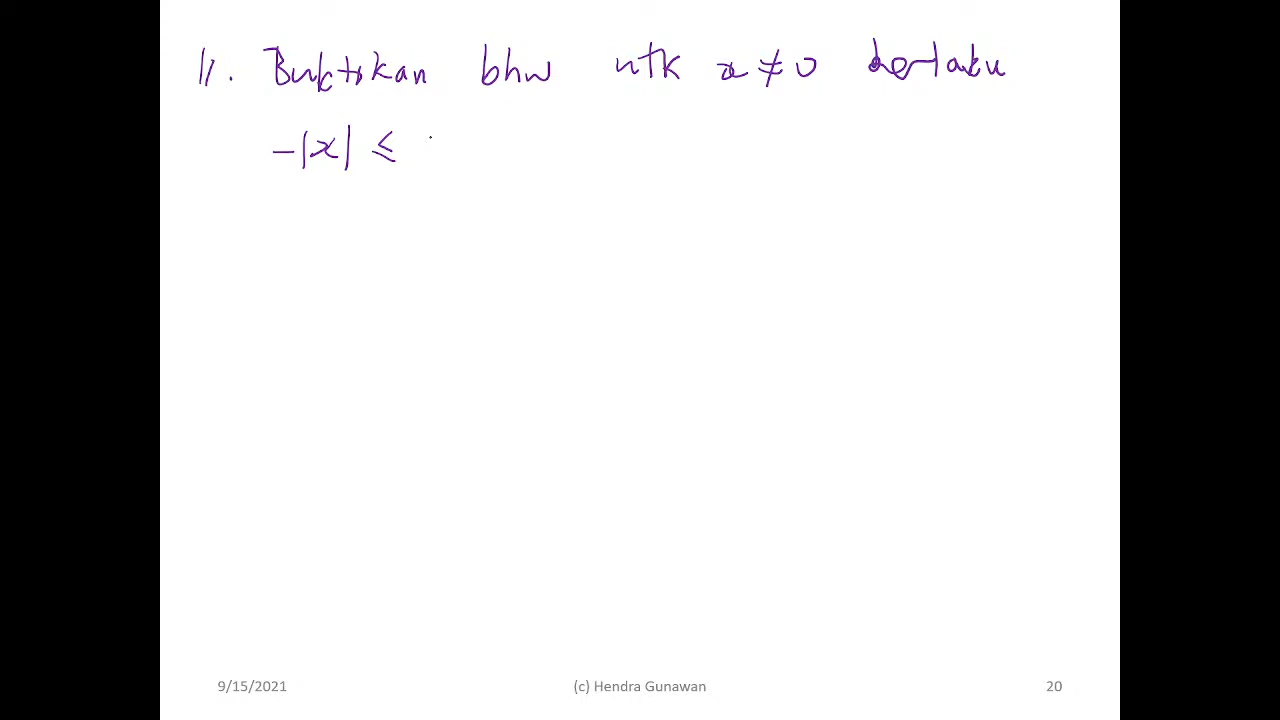 11. Buktikan bhw utk x ≠ 0 berlaku
-|x| ≤
9/15/2021 (c) Hendra Gunawan 20